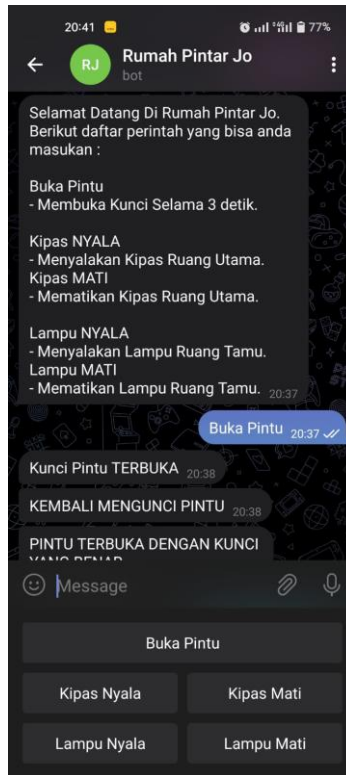 20:41
77%
RJ
Rumah Pintar Jo
bot
Selamat Datang Di Rumah Pintar Jo.
Berikut daftar perintah yang bisa anda
masukan :
Buka Pintu
- Membuka Kunci Selama 3 detik.
Kipas NYALA
- Menyalakan Kipas Ruang Utama.
Kipas MATI
- Mematikan Kipas Ruang Utama.
Lampu NYALA
- Menyalakan Lampu Ruang Tamu.
Lampu MATI
- Mematikan Lampu Ruang Tamu. 20:37
Buka Pintu 20:37
Kunci Pintu TERBUKA 20:38
KEMBALI MENGUNCI PINTU 20:38
PINTU TERBUKA DENGAN KUNCI
YANG BENAR
Message
Buka Pintu
Kipas Nyala Kipas Mati
Lampu Nyala Lampu Mati